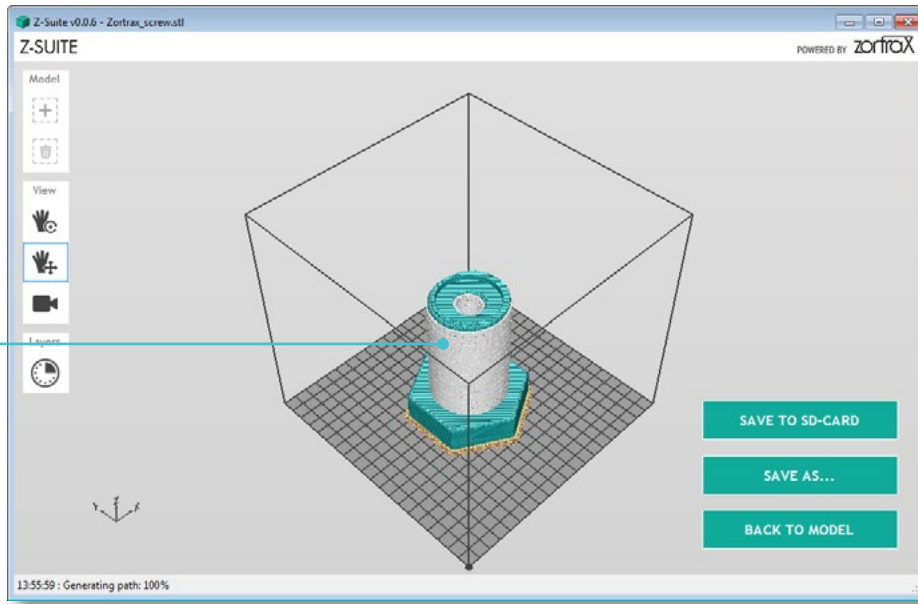 Z-Suite v0.0.6 - Zortrax_screw.stl
Z-SUITE
POWERED BY zortrax
Model
View
Layers
SAVE TO SD-CARD
SAVE AS...
BACK TO MODEL
Y Z X
13:55:59 : Generating path: 100%